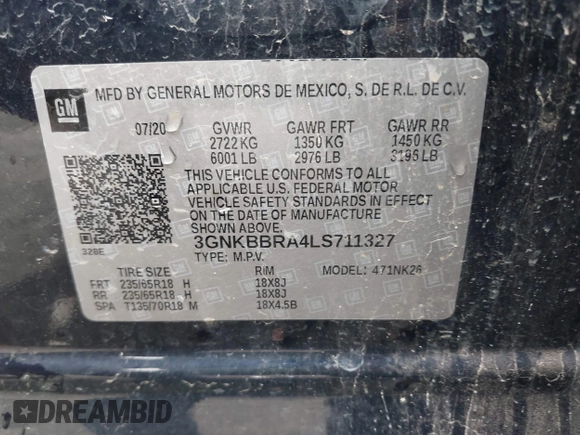 GM
MFD BY GENERAL MOTORS DE MEXICO, S. DE R.L. DE C.V.
07/20 GVWR GAWR FRT GAWR RR
2722 KG 1350 KG 1450 KG
6001 LB 2976 LB 3196 LB
THIS VEHICLE CONFORMS TO ALL
APPLICABLE U.S. FEDERAL MOTOR
VEHICLE SAFETY STANDARDS IN EFFECT
ON THE DATE OF MANUFACTURE
SHOWN ABOVE.
3GNKBBRA4LS711327
TYPE: M.P.V. MODEL: 471NK26
TIRE SIZE RIM
FRT 235/65R18 H 18X8J
RR 235/65R18 H 18X8J
SPA T135/70R18 M 18X4.5B
DREAMBID